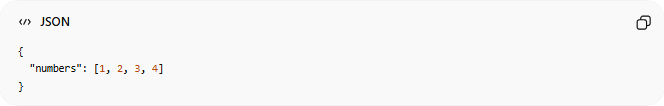 </> JSON
{
  "numbers": [1, 2, 3, 4]
}